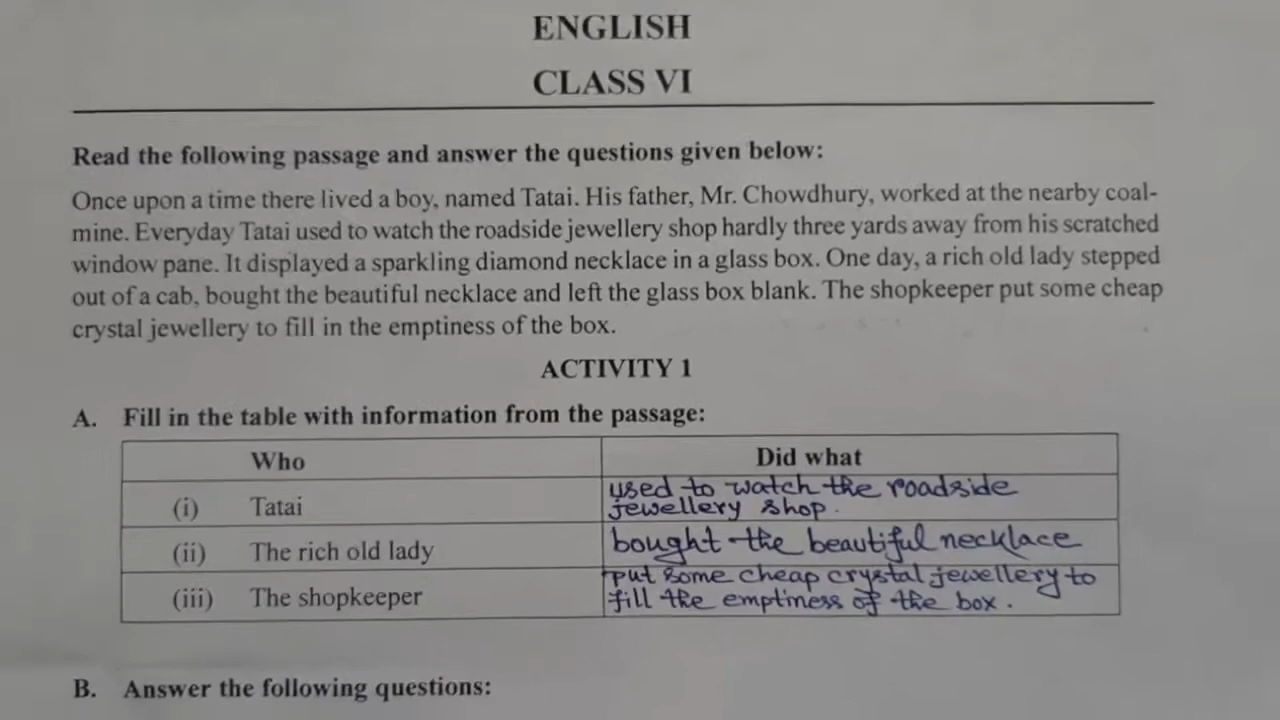 ENGLISH
CLASS VI
Read the following passage and answer the questions given below:
Once upon a time there lived a boy, named Tatai. His father, Mr. Chowdhury, worked at the nearby coal-
mine. Everyday Tatai used to watch the roadside jewellery shop hardly three yards away from his scratched
window pane. It displayed a sparkling diamond necklace in a glass box. One day, a rich old lady stepped
out of a cab, bought the beautiful necklace and left the glass box blank. The shopkeeper put some cheap
crystal jewellery to fill in the emptiness of the box.
ACTIVITY 1
A. Fill in the table with information from the passage:
Who Did what
(i) Tatai used to watch the roadside
jewellery shop.
(ii) The rich old lady bought the beautiful necklace
(iii) The shopkeeper put some cheap crystal jewellery to
fill the emptiness of the box.
B. Answer the following questions: